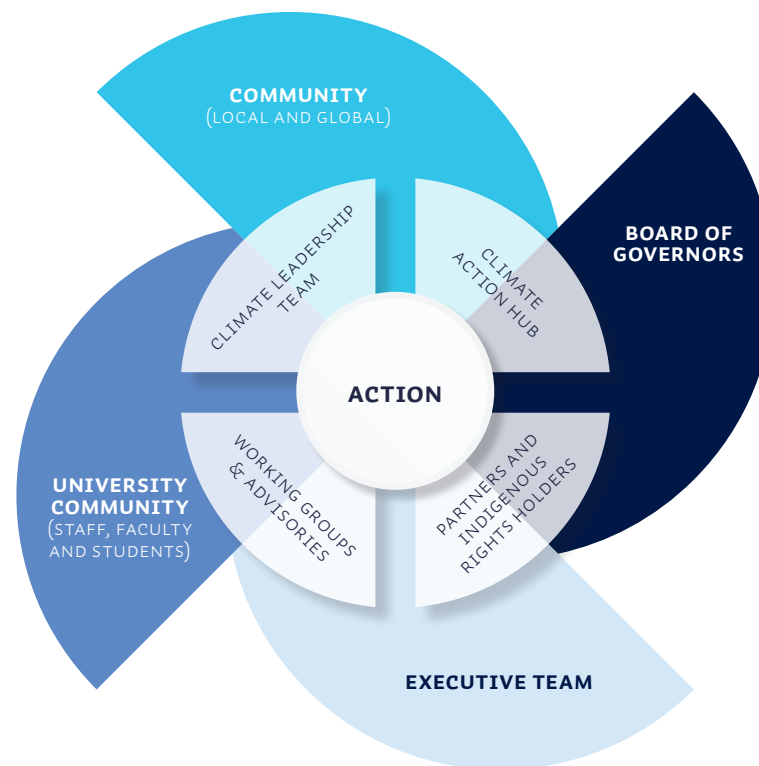 COMMUNITY
(LOCAL AND GLOBAL)
BOARD OF
GOVERNORS
CLIMATE LEADERSHIP
TEAM
CLIMATE
ACTION HUB
ACTION
WORKING GROUPS
& ADVISORIES
PARTNERS AND
INDIGENOUS
RIGHTS HOLDERS
UNIVERSITY
COMMUNITY
(STAFF, FACULTY
AND STUDENTS)
EXECUTIVE TEAM